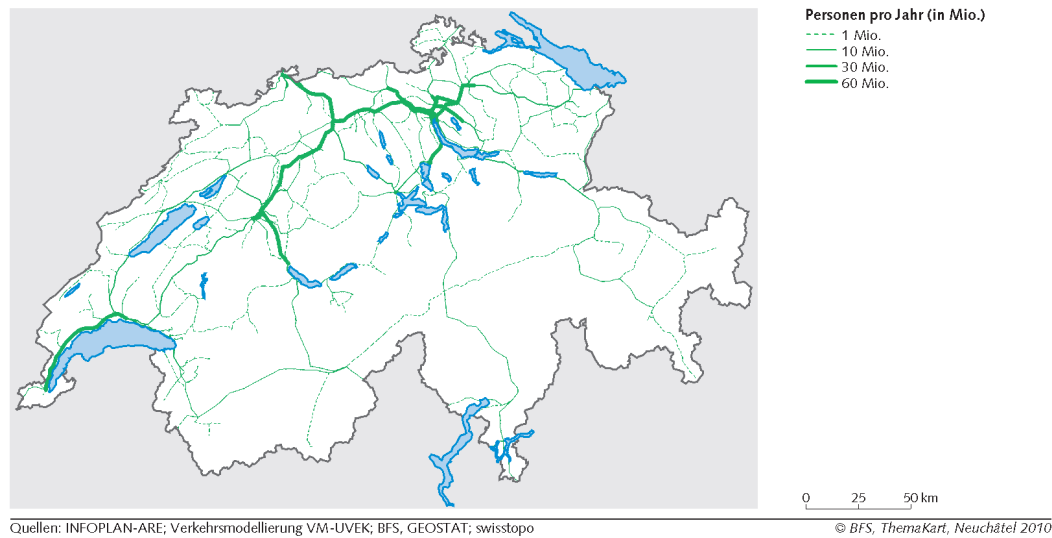 Personen pro Jahr (in Mio.)
1 Mio.
10 Mio.
30 Mio.
60 Mio.
0 25 50 km
Quellen: INFOPLAN-ARE; Verkehrsmodellierung VM-UVEK; BFS, GEOSTAT; swisstopo
© BFS, ThemaKart, Neuchâtel 2010